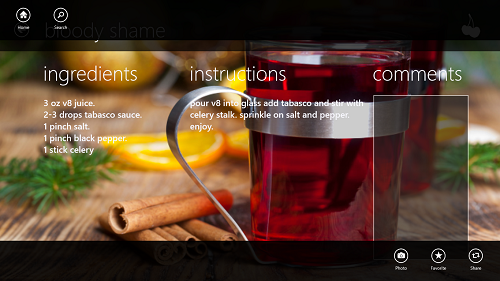 Home
Search
bloody shame
ingredients
instructions
comments
3 oz v8 juice.
2-3 drops tabasco sauce.
1 pinch salt.
1 pinch black pepper.
1 stick celery
pour v8 into glass add tabasco and stir with
celery stalk. sprinkle on salt and pepper.
enjoy.
Photo
Favorite
Share